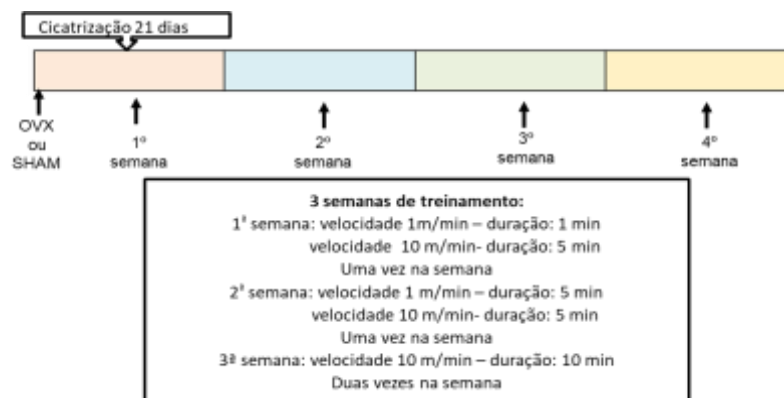 Cicatrização 21 dias
OVX
ou
SHAM
1º
semana
2º
semana
3º
semana
4º
semana
3 semanas de treinamento:
1ª semana: velocidade 1m/min – duração: 1 min
velocidade 10 m/min- duração: 5 min
Uma vez na semana
2ª semana: velocidade 1 m/min – duração: 5 min
velocidade 10 m/min- duração: 5 min
Uma vez na semana
3ª semana: velocidade 10 m/min – duração: 10 min
Duas vezes na semana